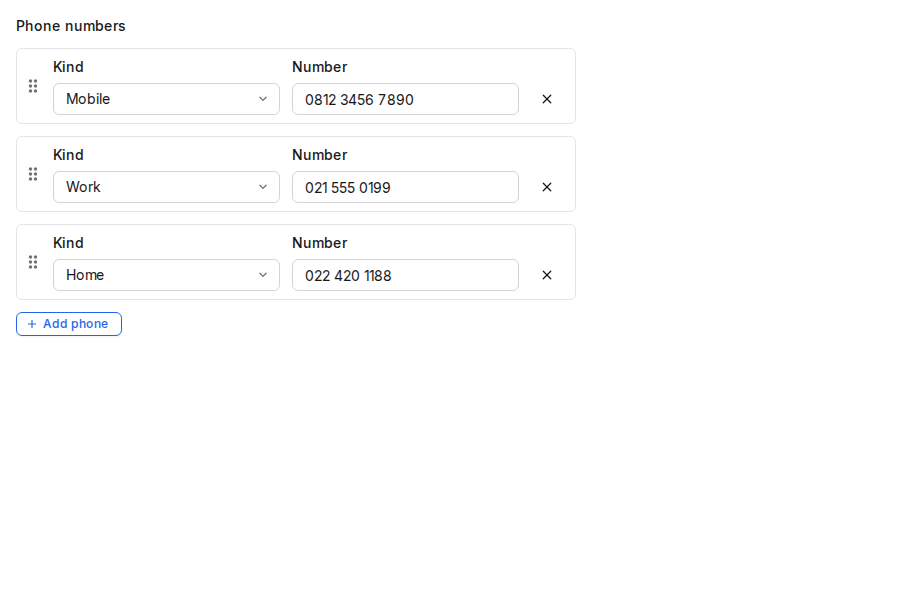 Phone numbers
Kind Number
Mobile 0812 3456 7890
Kind Number
Work 021 555 0199
Kind Number
Home 022 420 1188
Add phone